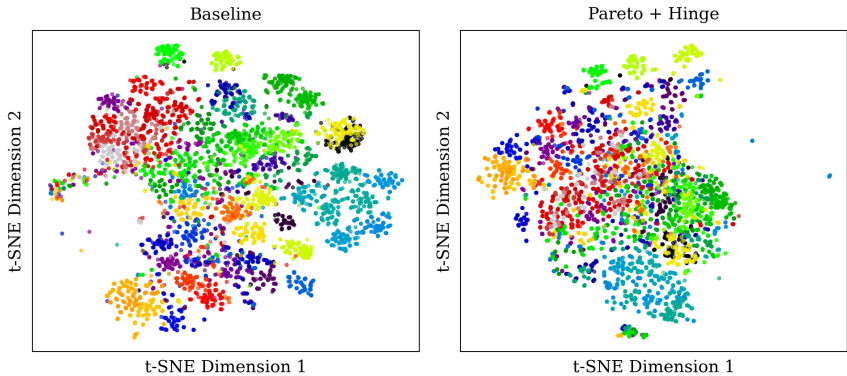 Baseline
Pareto + Hinge
t-SNE Dimension 2
t-SNE Dimension 2
t-SNE Dimension 1
t-SNE Dimension 1